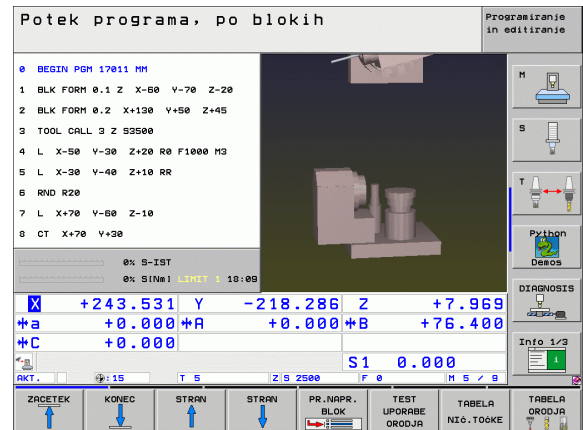 Potek programa, po blokih
Programiranje
in editiranje
0 BEGIN PGM 17011 MM
1 BLK FORM 0.1 Z X-60 Y-70 Z-20
2 BLK FORM 0.2 X+130 Y+50 Z+45
3 TOOL CALL 3 Z S3500
4 L X-50 Y-30 Z+20 R0 F1000 M3
5 L X-30 Y-40 Z+10 RR
6 RND R20
7 L X+70 Y-60 Z-10
8 CT X+70 Y+30
0% S-IST
0% S[Nm] LIMIT 1 18:09
X +243.531 Y -218.286 Z +7.969
*a +0.000 *A +0.000 *B +76.400
*C +0.000
S1 0.000
AKT. :15 T 5 Z S 2500 F 0 M 5 / 9
M
S
T
Python
Demos
DIAGNOSIS
Info 1/3
ZACETEK
KONEC
STRAN
STRAN
PR.NAPR.
BLOK
TEST
UPORABE
ORODJA
TABELA
NIČ.TOČKE
TABELA
ORODJA